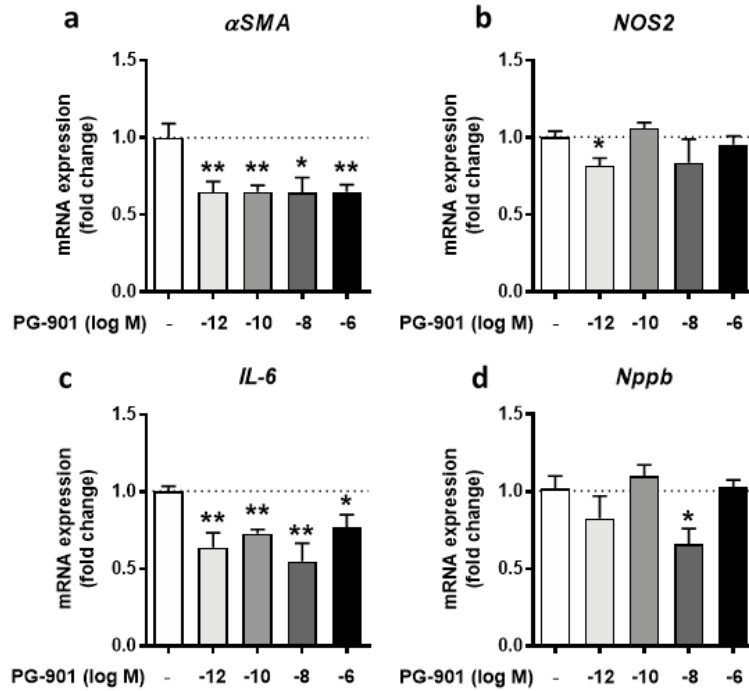 a αSMA
mRNA expression
(fold change)
1.5
1.0
0.5
0.0
** ** * **
PG-901 (log M) - -12 -10 -8 -6
b NOS2
mRNA expression
(fold change)
1.5
1.0
0.5
0.0
*
PG-901 (log M) - -12 -10 -8 -6
c IL-6
mRNA expression
(fold change)
1.5
1.0
0.5
0.0
** ** ** *
PG-901 (log M) - -12 -10 -8 -6
d Nppb
mRNA expression
(fold change)
1.5
1.0
0.5
0.0
*
PG-901 (log M) - -12 -10 -8 -6